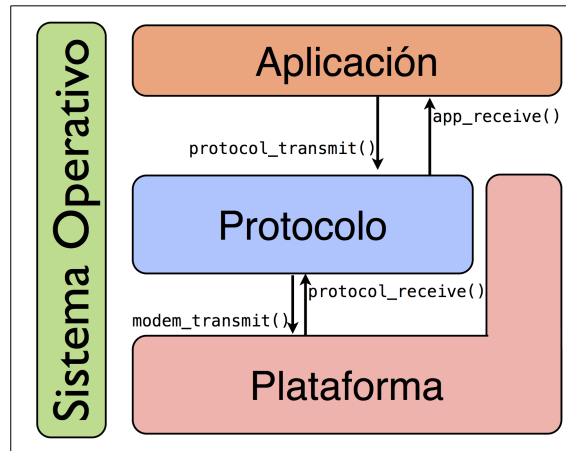 Sistema Operativo
Aplicación
app_receive()
protocol_transmit()
Protocolo
protocol_receive()
modem_transmit()
Plataforma